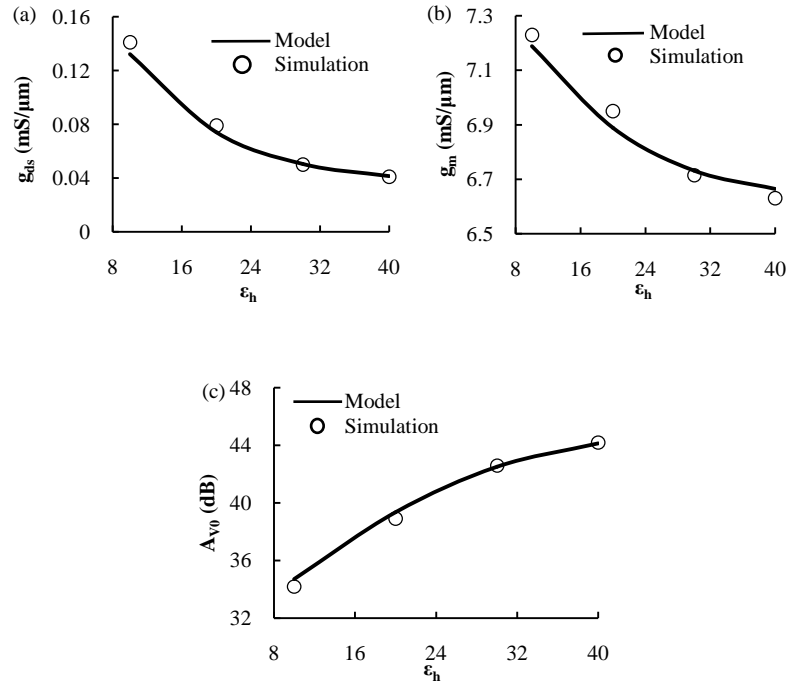 (a)
0.16
0.12
0.08
0.04
0
g_ds (mS/μm)
Model
Simulation
8 16 24 32 40
ε_h
(b)
7.3
7.1
6.9
6.7
6.5
g_m (mS/μm)
Model
Simulation
8 16 24 32 40
ε_h
(c)
48
44
40
36
32
A_V0 (dB)
Model
Simulation
8 16 24 32 40
ε_h